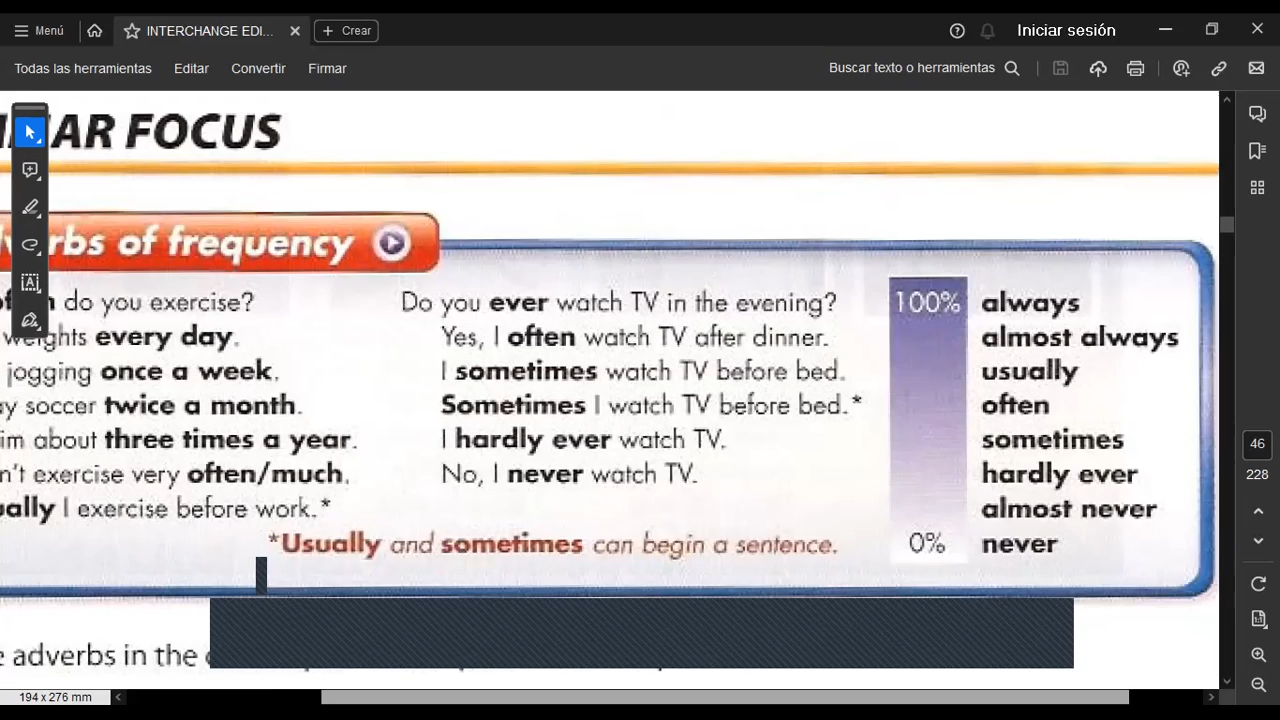 Menú
INTERCHANGE EDI...
Crear
Iniciar sesión
Todas las herramientas
Editar
Convertir
Firmar
Buscar texto o herramientas
AR FOCUS
rbs of frequency
do you exercise?
weights every day.
jogging once a week.
y soccer twice a month.
im about three times a year.
n't exercise very often/much.
ually I exercise before work.*
Do you ever watch TV in the evening?
Yes, I often watch TV after dinner.
I sometimes watch TV before bed.
Sometimes I watch TV before bed.*
I hardly ever watch TV.
No, I never watch TV.
*Usually and sometimes can begin a sentence.
100% always
almost always
usually
often
sometimes
hardly ever
almost never
0% never
e adverbs in the
46
228
194 x 276 mm